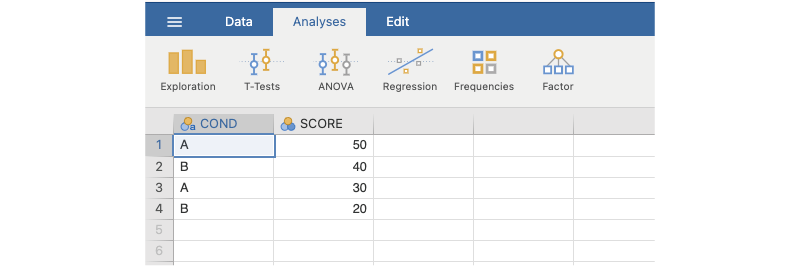 Data Analyses Edit
Exploration T-Tests ANOVA Regression Frequencies Factor
a COND SCORE
1 A 50
2 B 40
3 A 30
4 B 20
5
6